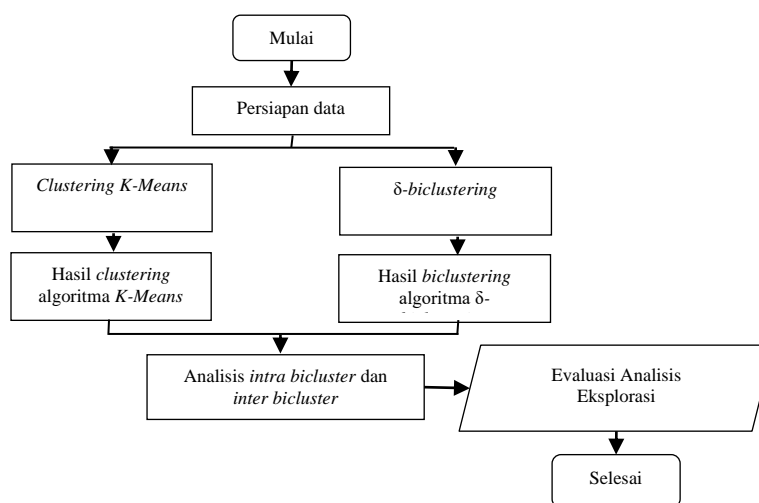 Mulai
Persiapan data
Clustering K-Means
δ-biclustering
Hasil clustering
algoritma K-Means
Hasil biclustering
algoritma δ-
Analisis intra bicluster dan
inter bicluster
Evaluasi Analisis
Eksplorasi
Selesai